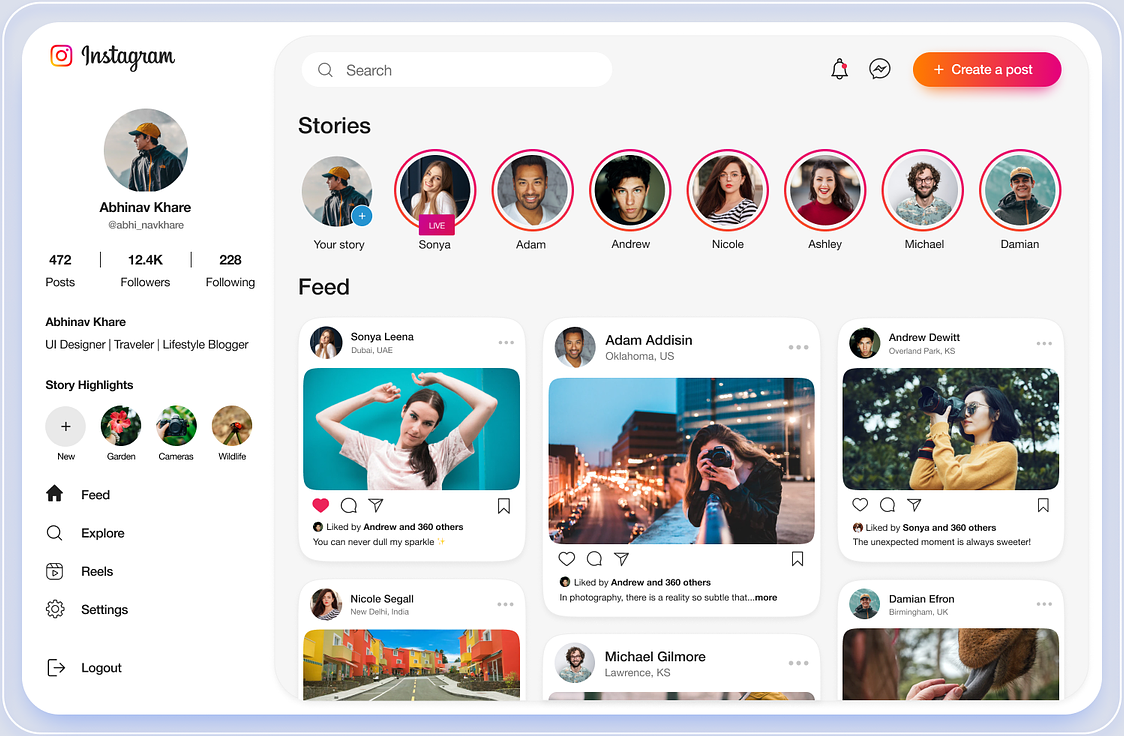 Instagram
Abhinav Khare
@abhi_navkhare
472 12.4K 228
Posts Followers Following
Abhinav Khare
UI Designer | Traveler | Lifestyle Blogger
Story Highlights
New Garden Cameras Wildlife
Feed
Explore
Reels
Settings
Logout
Search
+ Create a post
Stories
LIVE
Your story Sonya Adam Andrew Nicole Ashley Michael Damian
Feed
Sonya Leena
Dubai, UAE
Liked by Andrew and 360 others
You can never dull my sparkle ✨
Nicole Segall
New Delhi, India
Adam Addisin
Oklahoma, US
Liked by Andrew and 360 others
In photography, there is a reality so subtle that...more
Michael Gilmore
Lawrence, KS
Andrew Dewitt
Overland Park, KS
Liked by Sonya and 360 others
The unexpected moment is always sweeter!
Damian Efron
Birmingham, UK